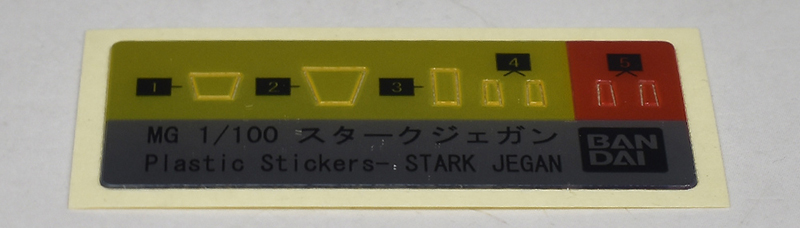 1 2 3 4 5
MG 1/100 スタークジェガン
Plastic Stickers- STARK JEGAN
BAN
DAI